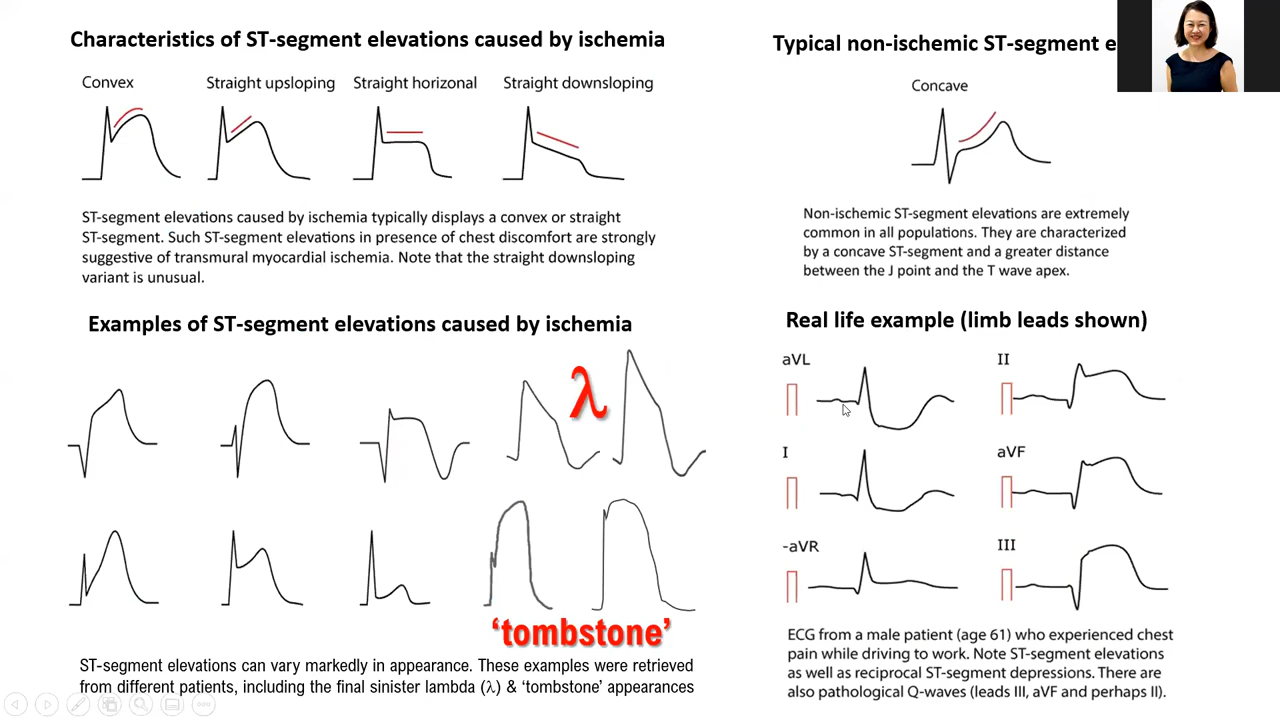 Characteristics of ST-segment elevations caused by ischemia
Convex
Straight upsloping
Straight horizonal
Straight downsloping
ST-segment elevations caused by ischemia typically displays a convex or straight
ST-segment. Such ST-segment elevations in presence of chest discomfort are strongly
suggestive of transmural myocardial ischemia. Note that the straight downsloping
variant is unusual.
Typical non-ischemic ST-segment e
Concave
Non-ischemic ST-segment elevations are extremely
common in all populations. They are characterized
by a concave ST-segment and a greater distance
between the J point and the T wave apex.
Examples of ST-segment elevations caused by ischemia
λ
‘tombstone’
ST-segment elevations can vary markedly in appearance. These examples were retrieved
from different patients, including the final sinister lambda (λ) & ‘tombstone’ appearances
Real life example (limb leads shown)
aVL
II
I
aVF
-aVR
III
ECG from a male patient (age 61) who experienced chest
pain while driving to work. Note ST-segment elevations
as well as reciprocal ST-segment depressions. There are
also pathological Q-waves (leads III, aVF and perhaps II).